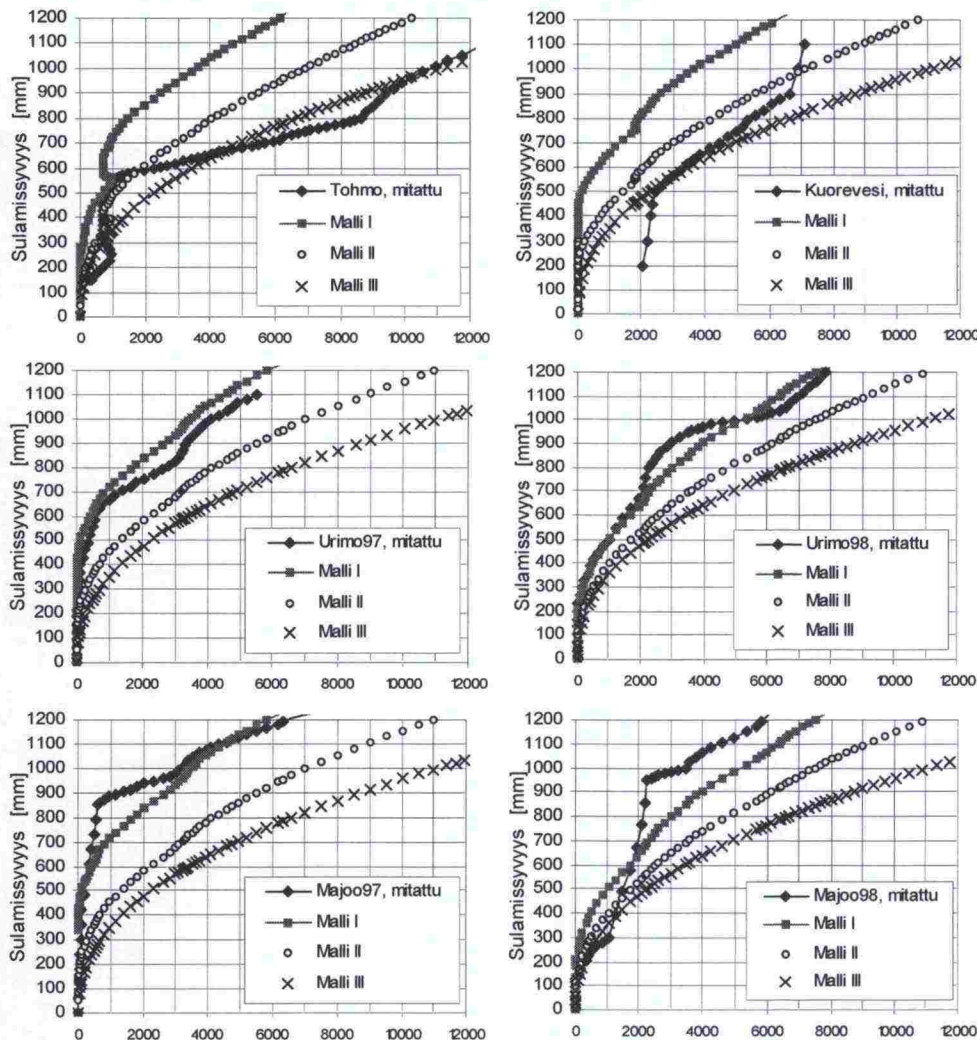 1200
1100
1000
900
800
700
600
500
400
300
200
100
0
Sulamissyvyys [mm]
Tohmo, mitattu
Malli I
Malli II
Malli III
0 2000 4000 6000 8000 10000 12000
1200
1100
1000
900
800
700
600
500
400
300
200
100
0
Sulamissyvyys [mm]
Kuorevesi, mitattu
Malli I
Malli II
Malli III
0 2000 4000 6000 8000 10000 12000
1200
1100
1000
900
800
700
600
500
400
300
200
100
0
Sulamissyvyys [mm]
Urimo97, mitattu
Malli I
Malli II
Malli III
0 2000 4000 6000 8000 10000 12000
1200
1100
1000
900
800
700
600
500
400
300
200
100
0
Sulamissyvyys [mm]
Urimo98, mitattu
Malli I
Malli II
Malli III
0 2000 4000 6000 8000 10000 12000
1200
1100
1000
900
800
700
600
500
400
300
200
100
0
Sulamissyvyys [mm]
Majoo97, mitattu
Malli I
Malli II
Malli III
0 2000 4000 6000 8000 10000 12000
1200
1100
1000
900
800
700
600
500
400
300
200
100
0
Sulamissyvyys [mm]
Majoo98, mitattu
Malli I
Malli II
Malli III
0 2000 4000 6000 8000 10000 12000